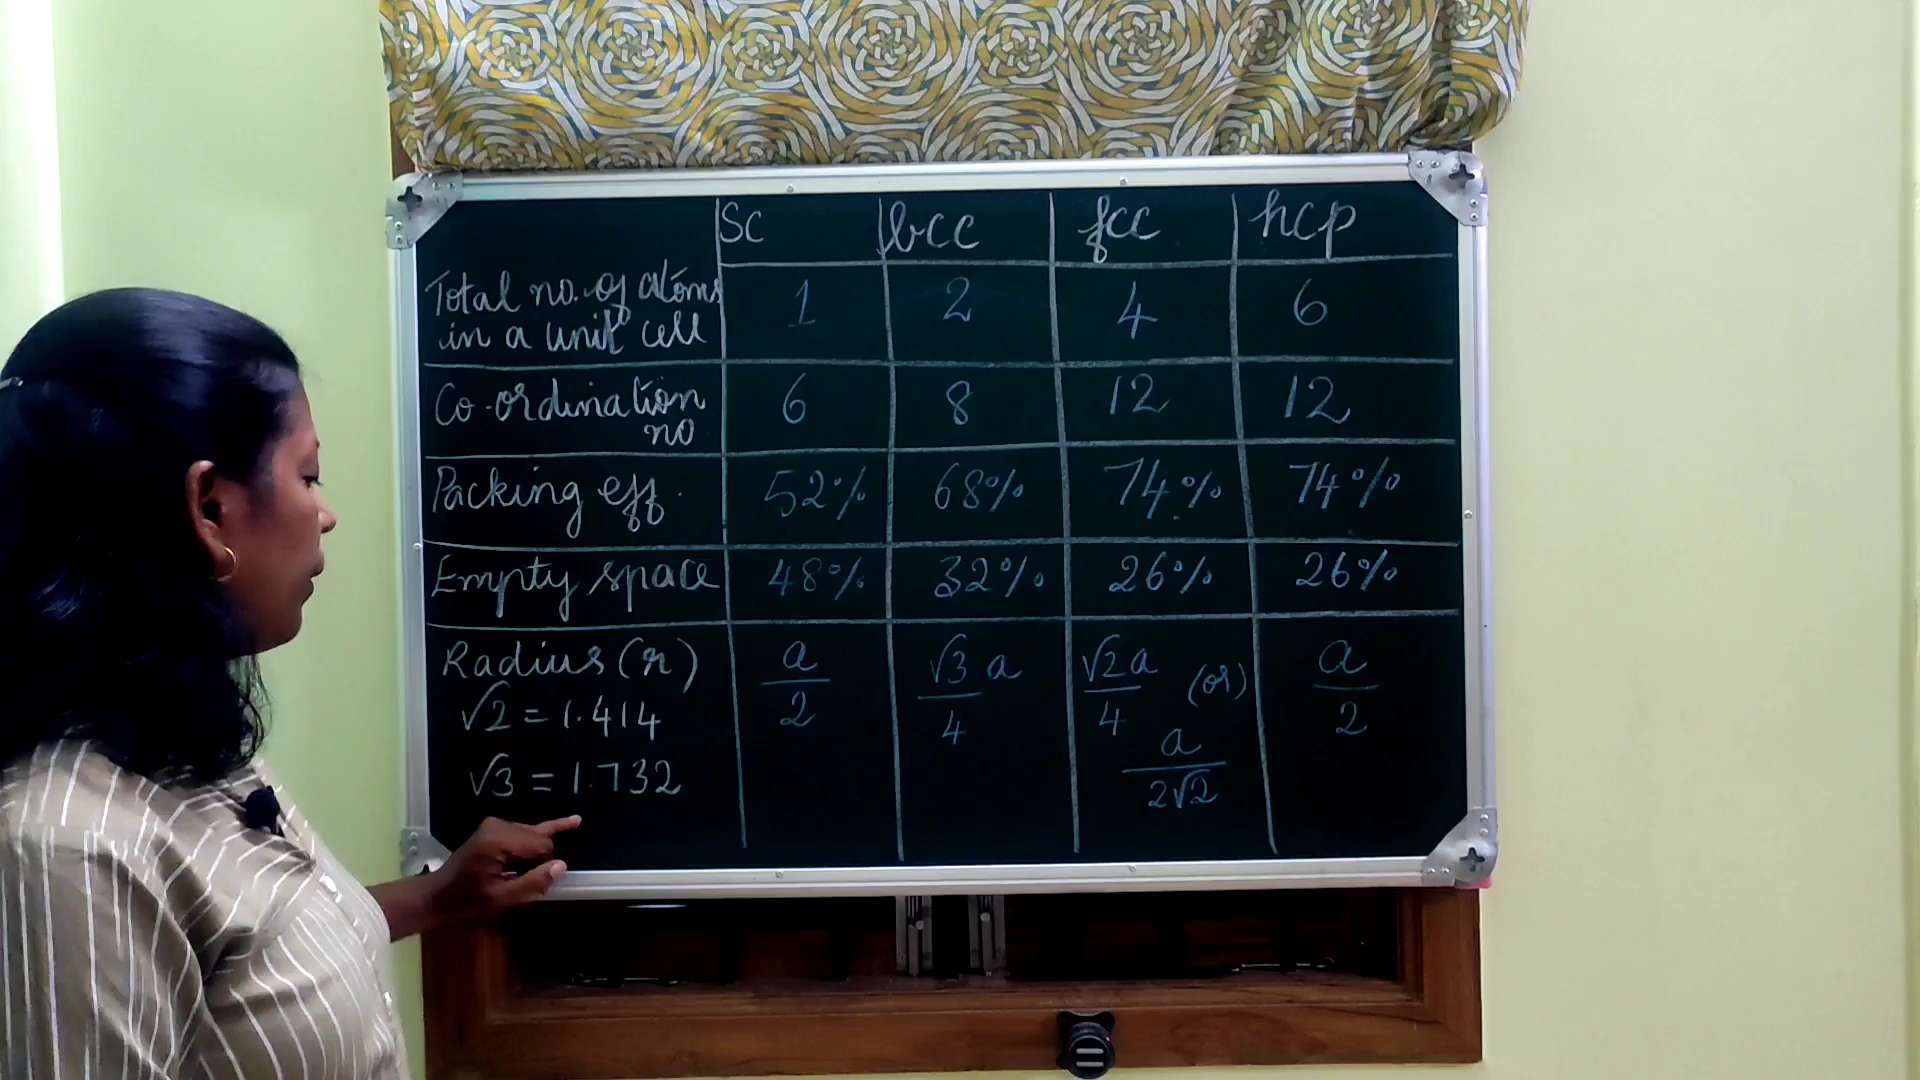 Sc bcc fcc hcp
Total no. of atoms
in a unit cell 1 2 4 6
Co-ordination
no 6 8 12 12
Packing eff. 52% 68% 74% 74%
Empty space 48% 32% 26% 26%
Radius (r) a/2 √3 a/4 √2a/4 (or) a/2√2 a/2
√2 = 1.414
√3 = 1.732